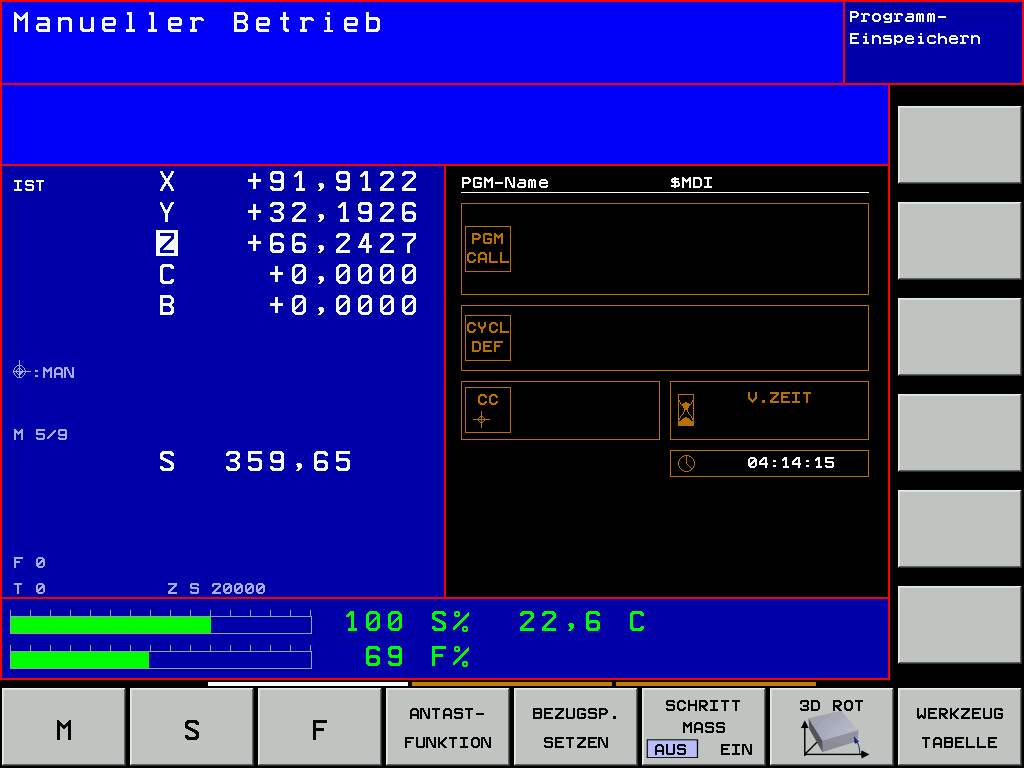 Manueller Betrieb
Programm-
Einspeichern
IST
X +91,9122
Y +32,1926
Z +66,2427
C +0,0000
B +0,0000
:MAN
M 5/9
S 359,65
F 0
T 0 Z S 20000
PGM-Name $MDI
PGM
CALL
CYCL
DEF
CC
V.ZEIT
04:14:15
100 S% 22,6 C
69 F%
M
S
F
ANTAST-
FUNKTION
BEZUGSP.
SETZEN
SCHRITT
MASS
AUS EIN
3D ROT
WERKZEUG
TABELLE